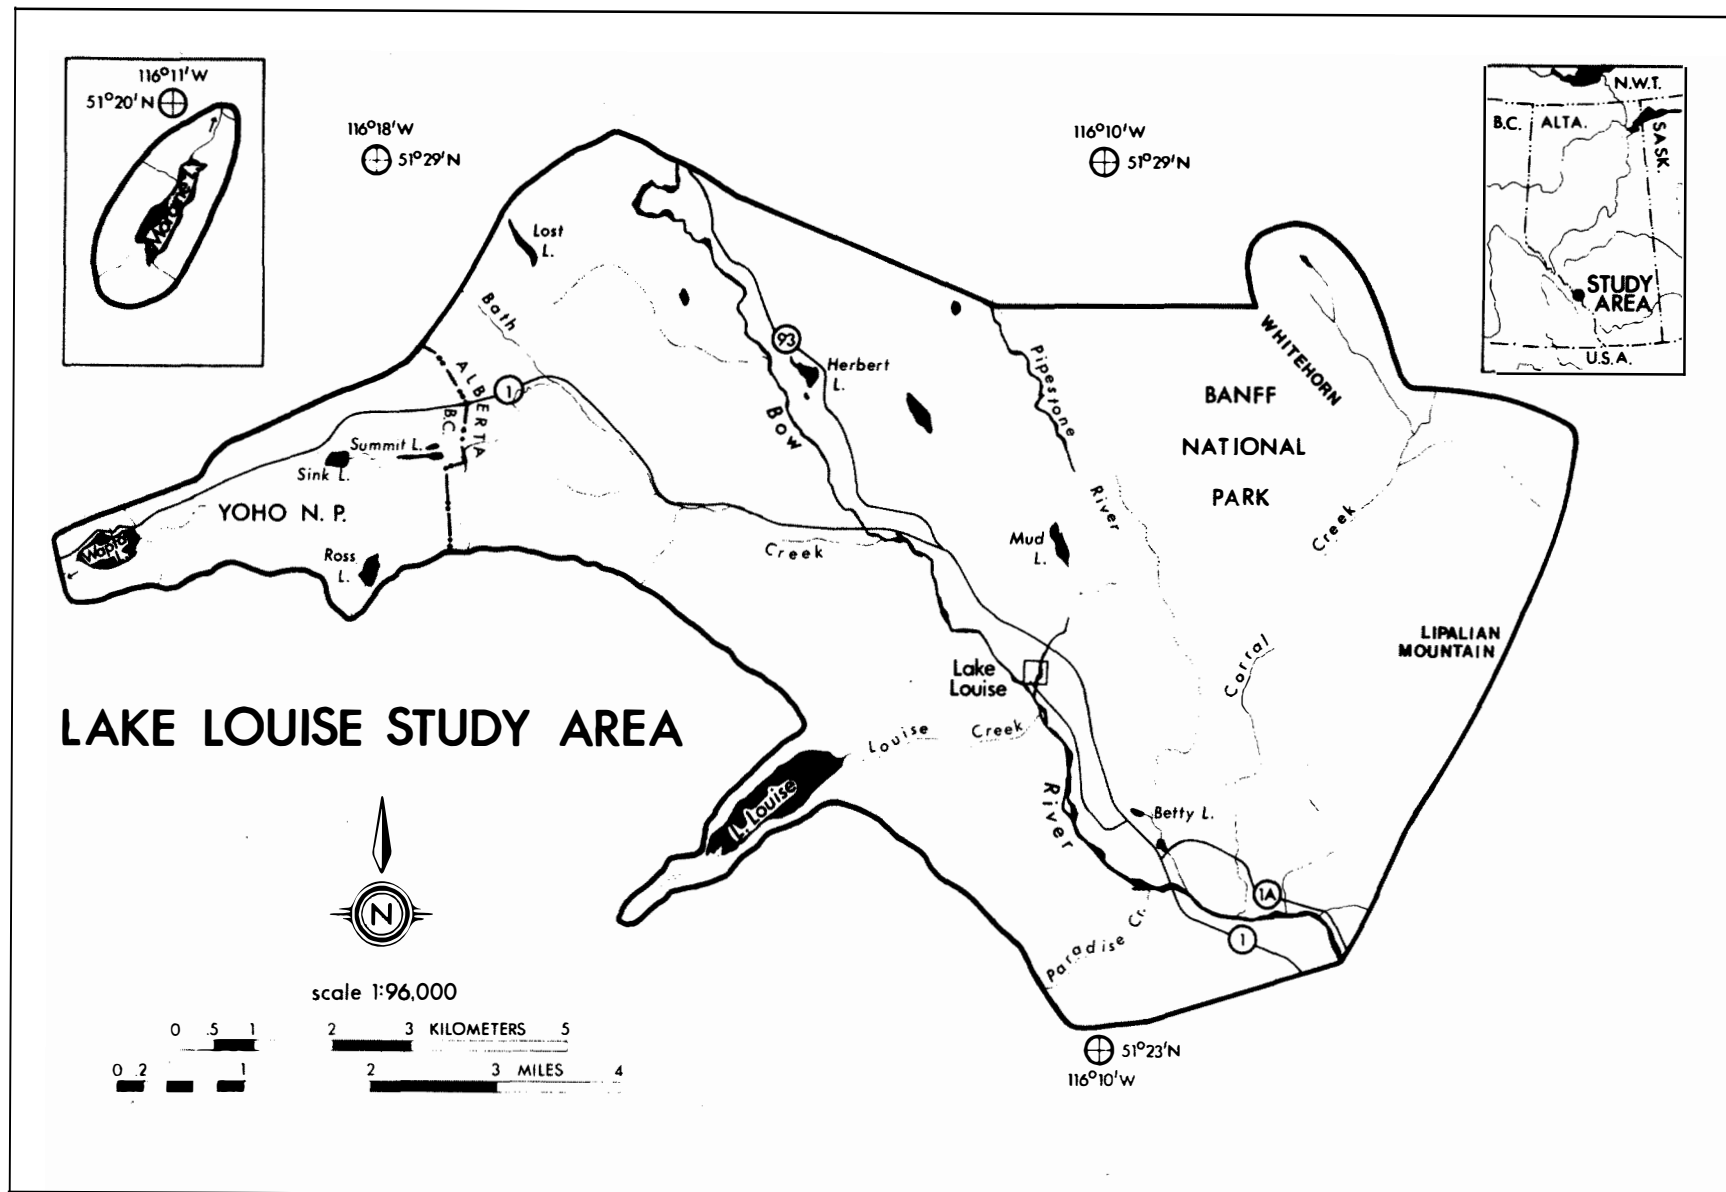 116°11'W
51°20'N
Moraine L.
116°18'W
51°29'N
116°10'W
51°29'N
N.W.T.
B.C.
ALTA.
SASK.
STUDY
AREA
U.S.A.
Lost
L.
Bath
93
Herbert
L.
Pipestone
River
WHITEHORN
BANFF
NATIONAL
PARK
ALBERTA
B.C.
1
Bow
Summit L.
Sink L.
YOHO N.P.
Wapta
L.
Ross
L.
Creek
Mud
L.
Creek
LIPALIAN
MOUNTAIN
Lake
Louise
Corral
LAKE LOUISE STUDY AREA
Louise Creek
L. Louise
River
Betty L.
1A
1
Paradise Cr.
N
scale 1:96,000
0 .5 1 2 3 KILOMETERS 5
0 .2 1 2 3 MILES 4
51°23'N
116°10'W